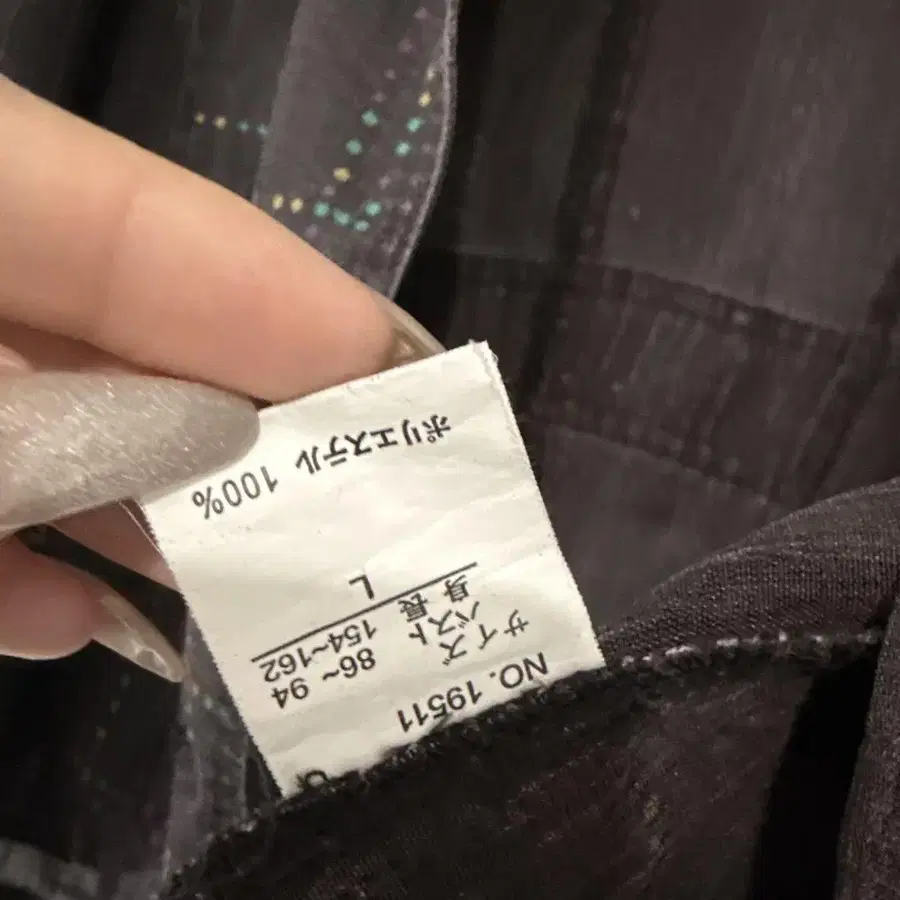 NO. 19511
サイズ
バスト 86~ 94
身 長 154~162
L
ポリエステル 100%